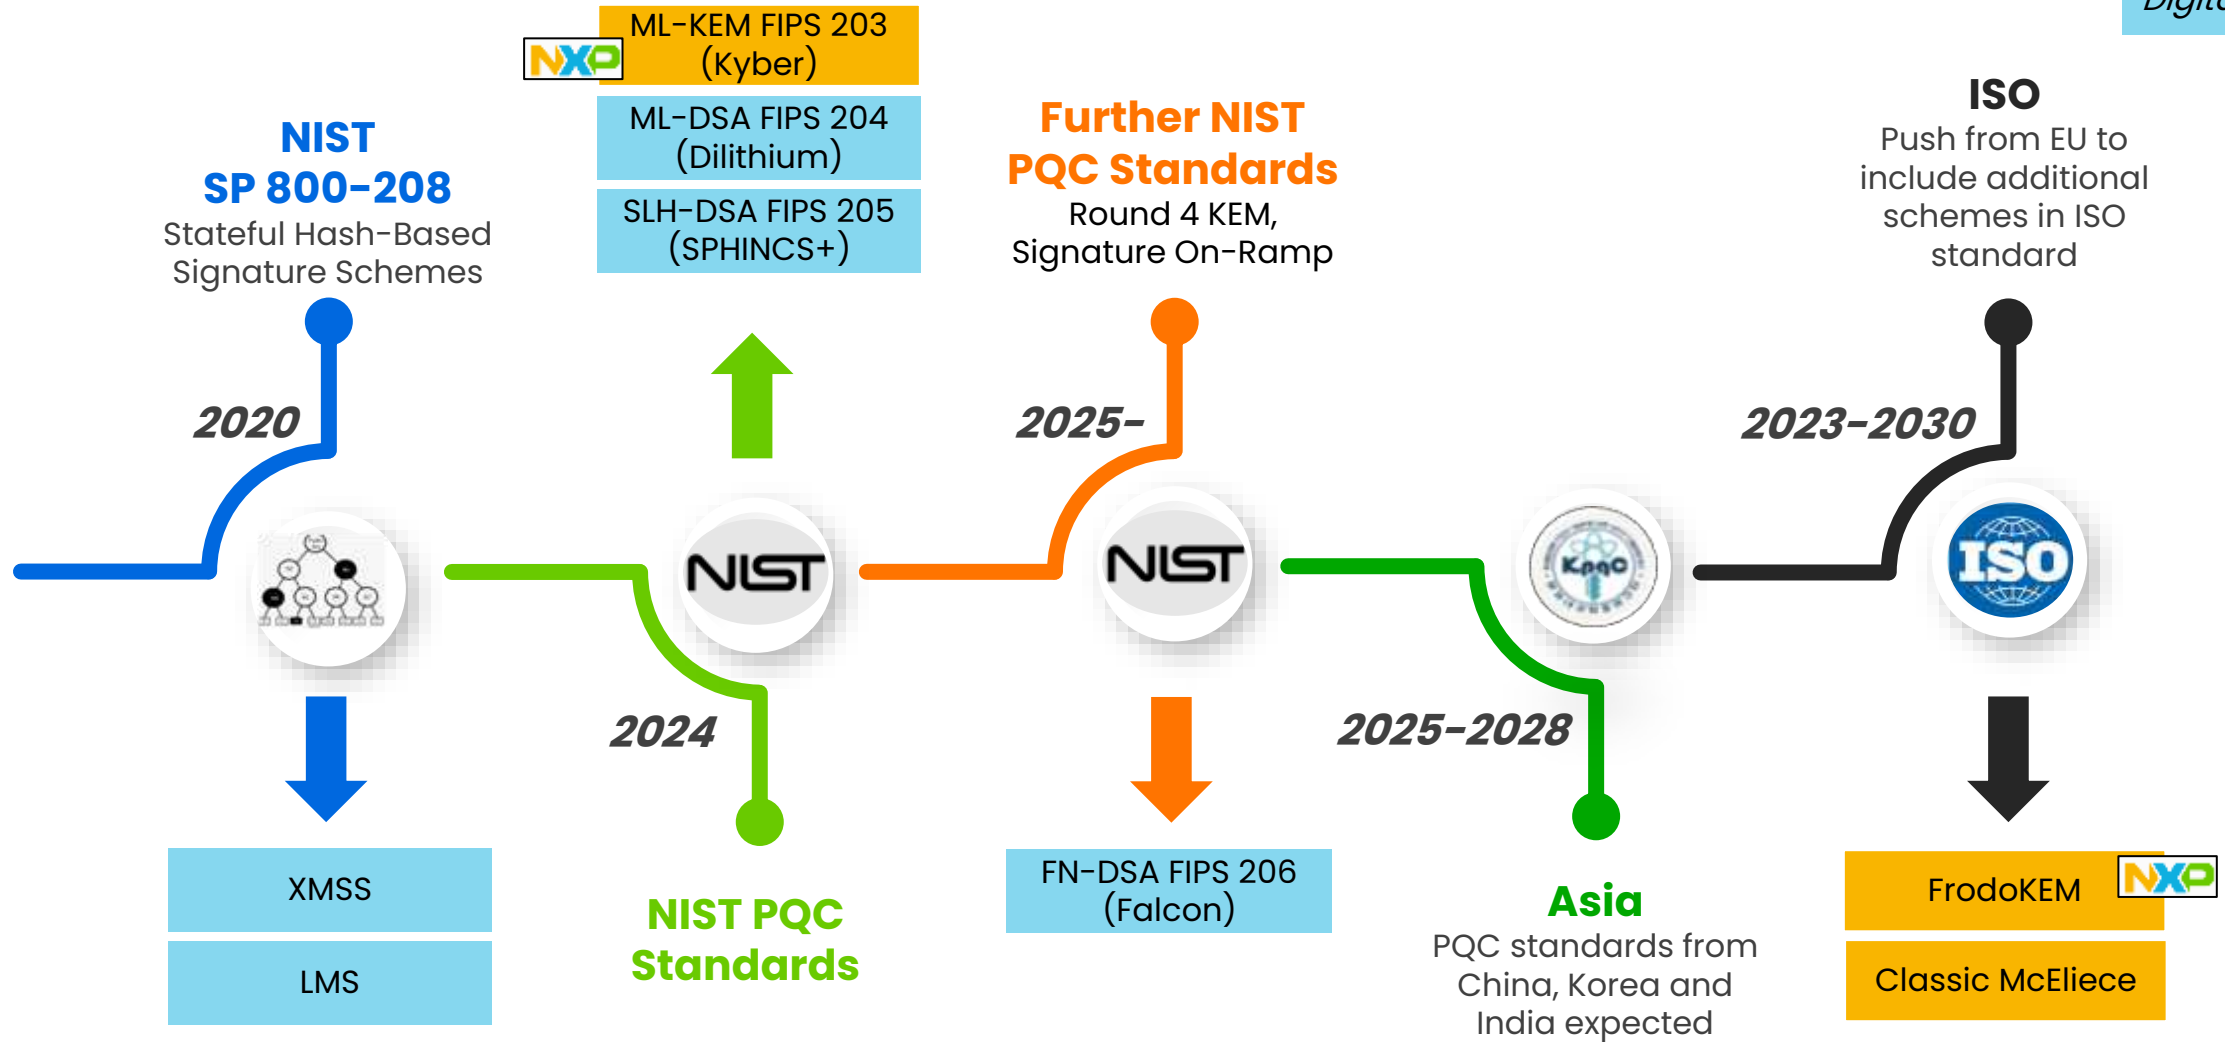 Digita
NXP
ML-KEM FIPS 203
(Kyber)
ML-DSA FIPS 204
(Dilithium)
SLH-DSA FIPS 205
(SPHINCS+)
NIST
SP 800-208
Stateful Hash-Based
Signature Schemes
Further NIST
PQC Standards
Round 4 KEM,
Signature On-Ramp
ISO
Push from EU to
include additional
schemes in ISO
standard
2020
2025-
2023-2030
NIST
NIST
KpqC
ISO
2024
2025-2028
XMSS
LMS
NIST PQC
Standards
FN-DSA FIPS 206
(Falcon)
Asia
PQC standards from
China, Korea and
India expected
FrodoKEM
NXP
Classic McEliece